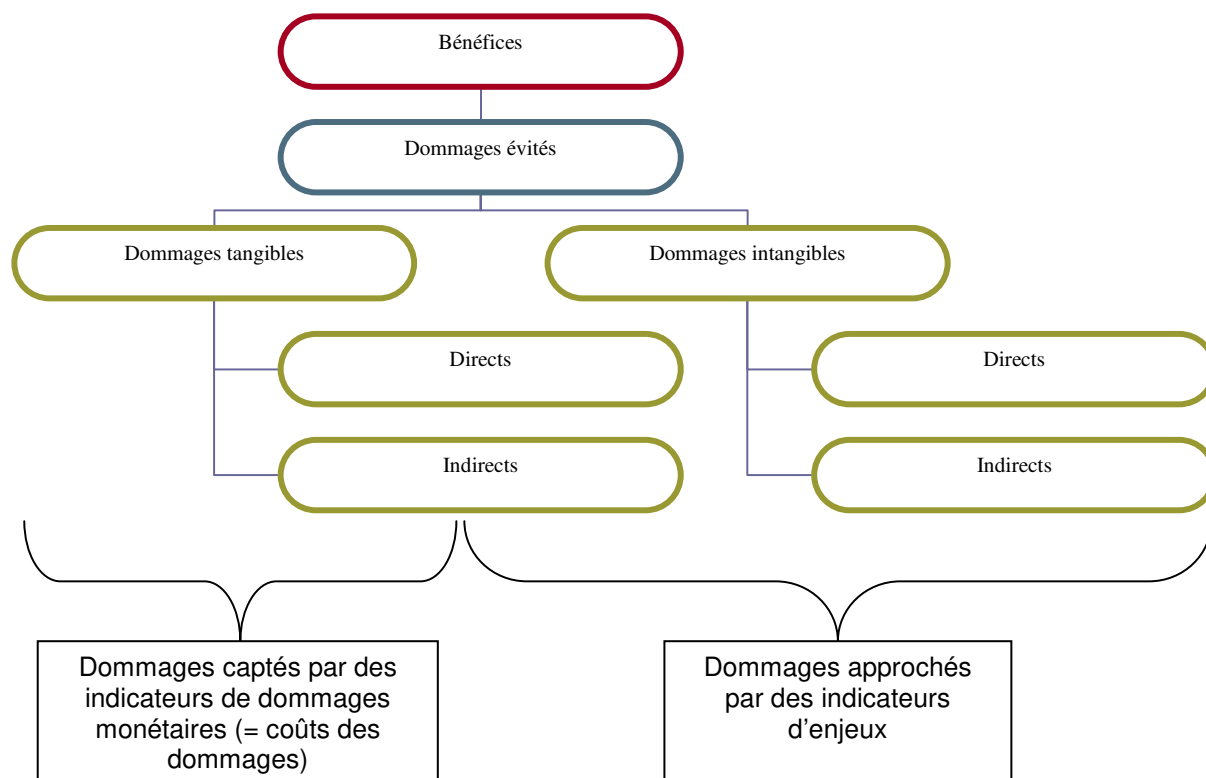 Bénéfices
Dommages évités
Dommages tangibles
Dommages intangibles
Directs
Directs
Indirects
Indirects
Dommages captés par des
indicateurs de dommages
monétaires (= coûts des
dommages)
Dommages approchés
par des indicateurs
d'enjeux